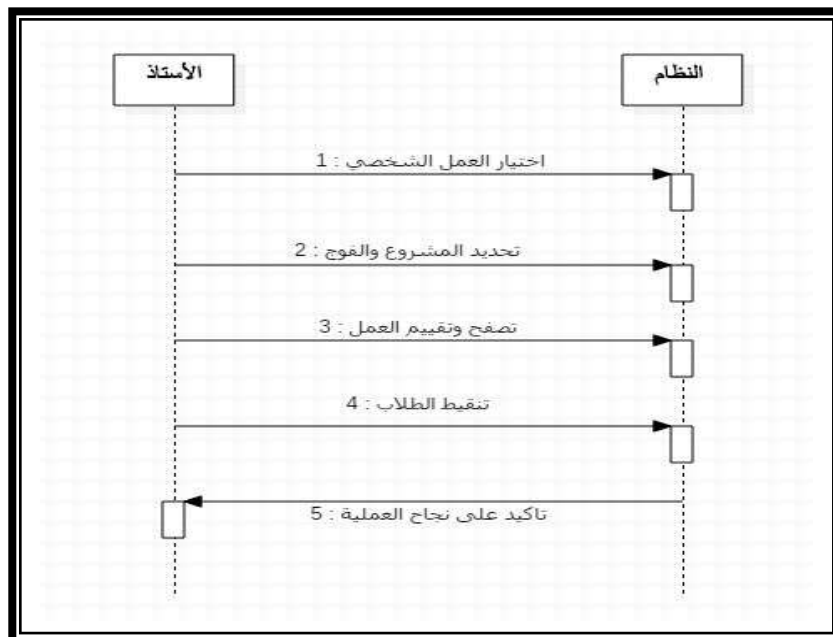 الأستاذ
النظام
1 : اختيار العمل الشخصي
2 : تحديد المشروع والفوج
3 : تصفح وتقييم العمل
4 : تنقيط الطلاب
5 : تاكيد على نجاح العملية